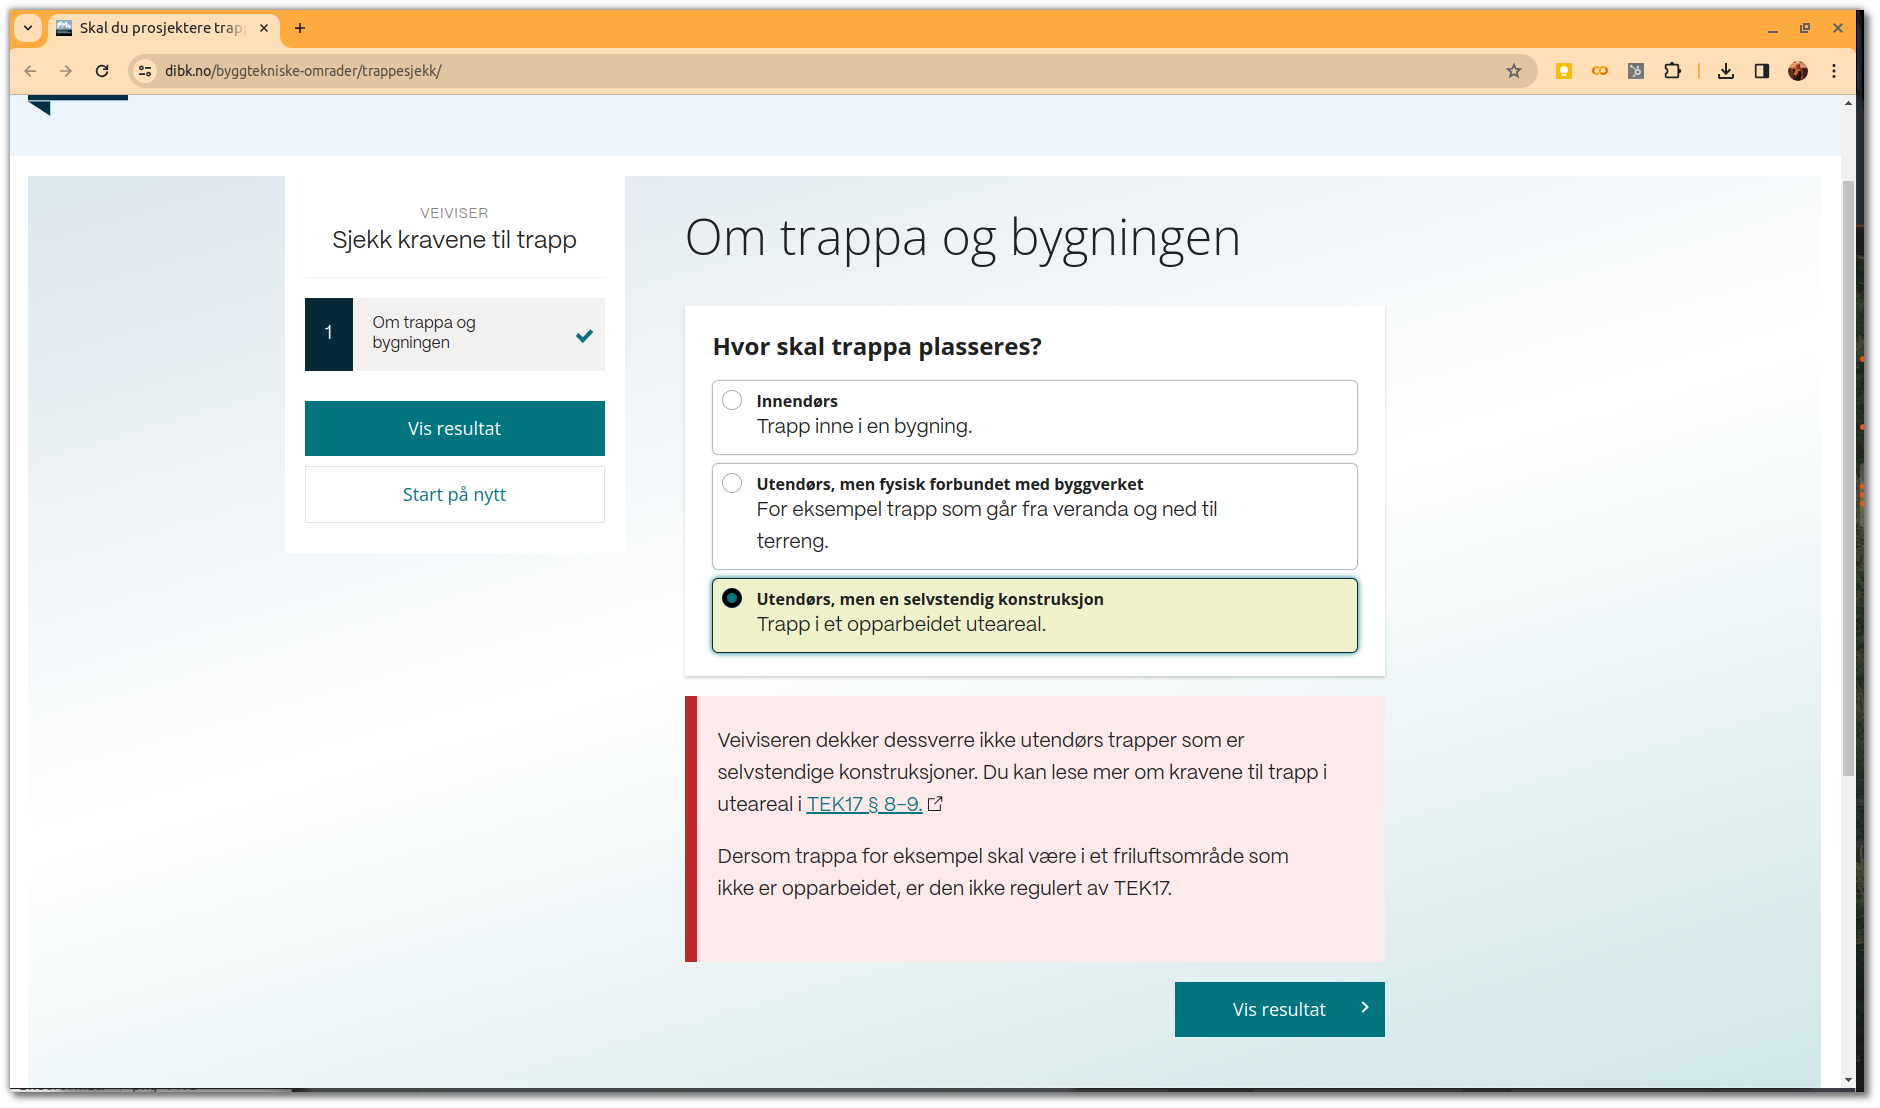 Skal du prosjektere trap
dibk.no/byggtekniske-omrader/trappesjekk/
VEIVISER
Sjekk kravene til trapp
1
Om trappa og
bygningen
Vis resultat
Start på nytt
Om trappa og bygningen
Hvor skal trappa plasseres?
Innendørs
Trapp inne i en bygning.
Utendørs, men fysisk forbundet med byggverket
For eksempel trapp som går fra veranda og ned til
terreng.
Utendørs, men en selvstendig konstruksjon
Trapp i et opparbeidet uteareal.
Veiviseren dekker dessverre ikke utendørs trapper som er
selvstendige konstruksjoner. Du kan lese mer om kravene til trapp i
uteareal i TEK17 § 8-9.
Dersom trappa for eksempel skal være i et friluftsområde som
ikke er opparbeidet, er den ikke regulert av TEK17.
Vis resultat